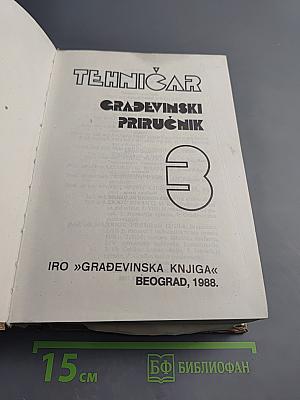 TEHNIČAR
GRAĐEVINSKI
PRIRUČNIK
3
IRO »GRAĐEVINSKA KNJIGA«
BEOGRAD, 1988.
15 см
БФ БИБЛИОФАН